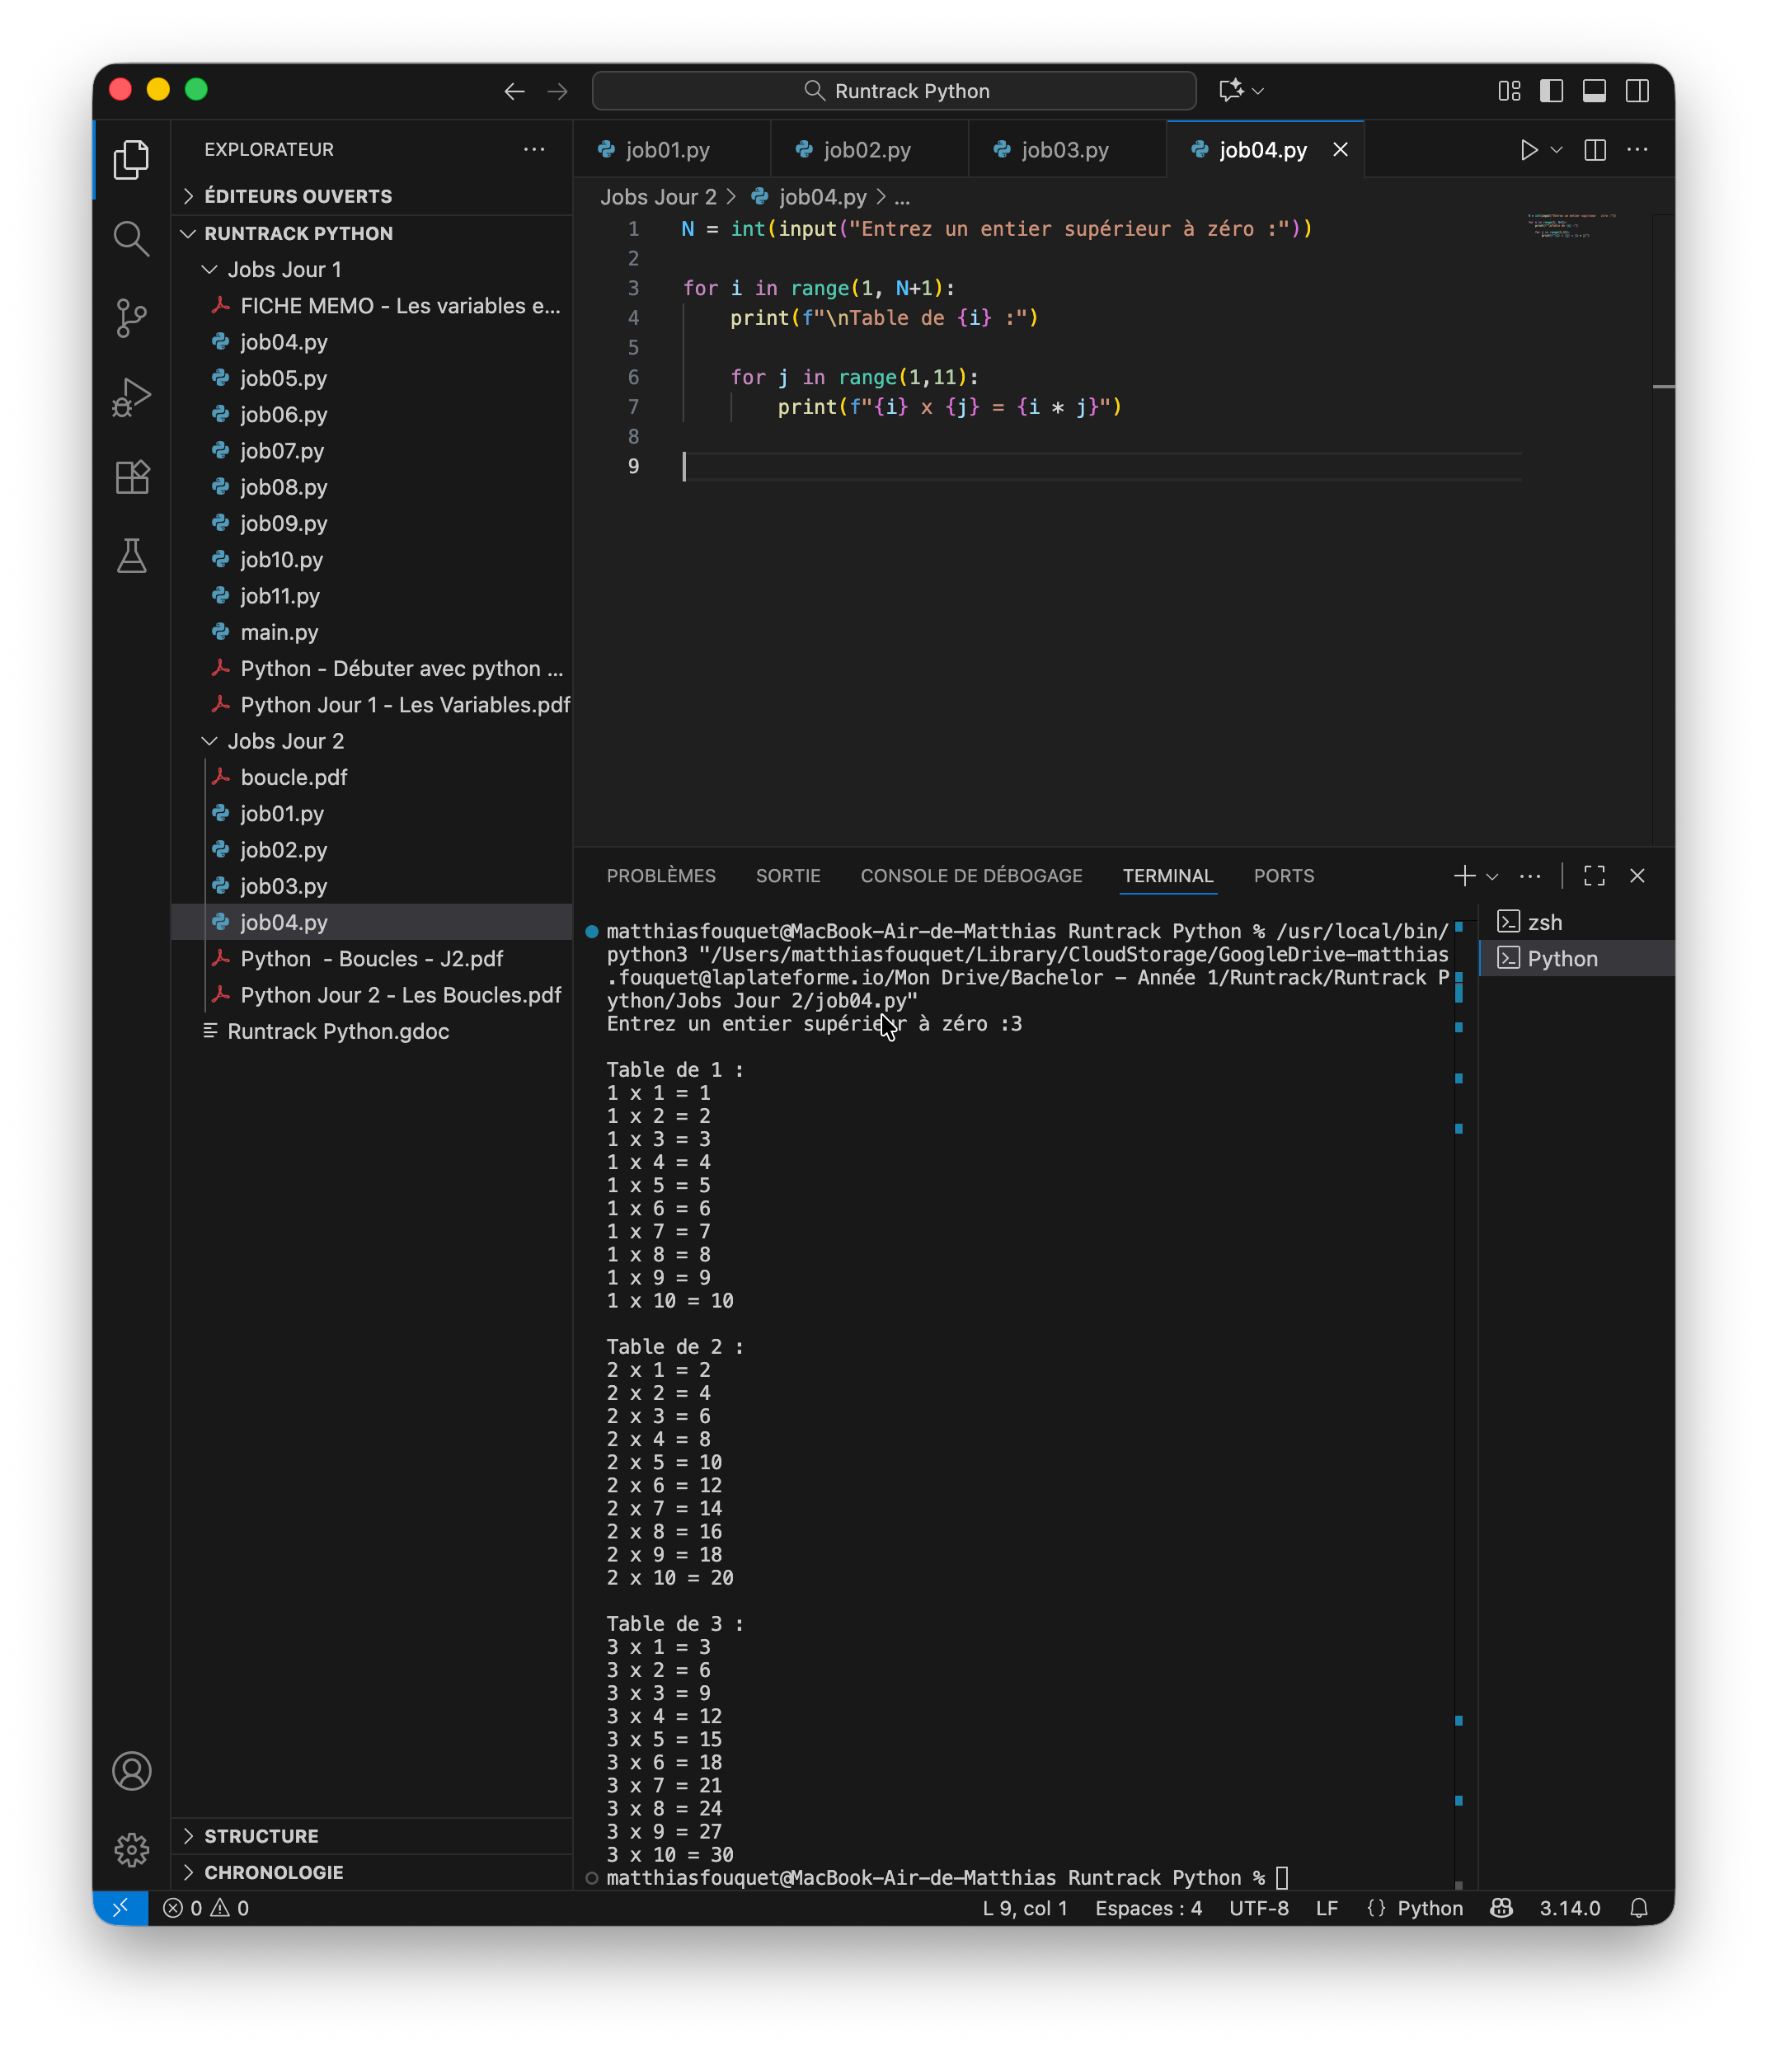 Runtrack Python
EXPLORATEUR
ÉDITEURS OUVERTS
RUNTRACK PYTHON
Jobs Jour 1
FICHE MEMO - Les variables e...
job04.py
job05.py
job06.py
job07.py
job08.py
job09.py
job10.py
job11.py
main.py
Python - Débuter avec python ...
Python Jour 1 - Les Variables.pdf
Jobs Jour 2
boucle.pdf
job01.py
job02.py
job03.py
job04.py
Python  - Boucles - J2.pdf
Python Jour 2 - Les Boucles.pdf
Runtrack Python.gdoc
STRUCTURE
CHRONOLOGIE
job01.py job02.py job03.py job04.py
Jobs Jour 2 > job04.py > ...
1 N = int(input("Entrez un entier supérieur à zéro :"))
2
3 for i in range(1, N+1):
4     print(f"\nTable de {i} :")
5
6     for j in range(1,11):
7         print(f"{i} x {j} = {i * j}")
8
9
PROBLÈMES SORTIE CONSOLE DE DÉBOGAGE TERMINAL PORTS
zsh
Python
matthiasfouquet@MacBook-Air-de-Matthias Runtrack Python % /usr/local/bin/
python3 "/Users/matthiasfouquet/Library/CloudStorage/GoogleDrive-matthias
.fouquet@laplateforme.io/Mon Drive/Bachelor - Année 1/Runtrack/Runtrack P
ython/Jobs Jour 2/job04.py"
Entrez un entier supérieur à zéro :3
Table de 1 :
1 x 1 = 1
1 x 2 = 2
1 x 3 = 3
1 x 4 = 4
1 x 5 = 5
1 x 6 = 6
1 x 7 = 7
1 x 8 = 8
1 x 9 = 9
1 x 10 = 10
Table de 2 :
2 x 1 = 2
2 x 2 = 4
2 x 3 = 6
2 x 4 = 8
2 x 5 = 10
2 x 6 = 12
2 x 7 = 14
2 x 8 = 16
2 x 9 = 18
2 x 10 = 20
Table de 3 :
3 x 1 = 3
3 x 2 = 6
3 x 3 = 9
3 x 4 = 12
3 x 5 = 15
3 x 6 = 18
3 x 7 = 21
3 x 8 = 24
3 x 9 = 27
3 x 10 = 30
matthiasfouquet@MacBook-Air-de-Matthias Runtrack Python %
0 0 L 9, col 1 Espaces : 4 UTF-8 LF {} Python 3.14.0